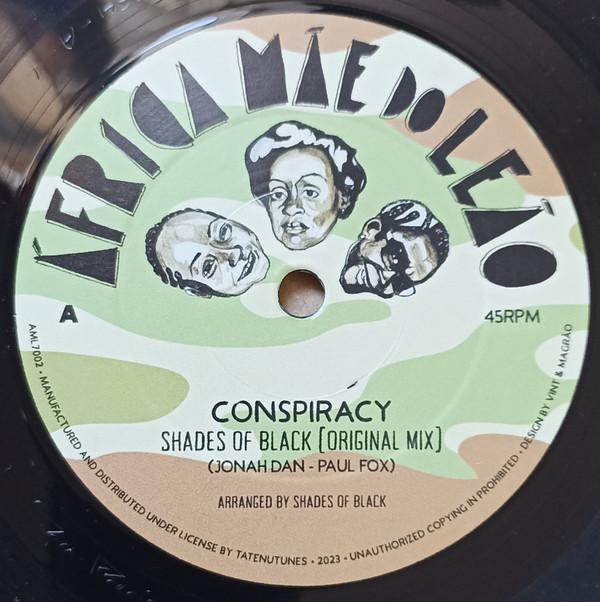 ÁFRICA MÃE DO LEÃO
A
45RPM
CONSPIRACY
SHADES OF BLACK [ORIGINAL MIX]
(JONAH DAN - PAUL FOX)
ARRANGED BY SHADES OF BLACK
AML7002 • MANUFACTURED AND DISTRIBUTED UNDER LICENSE BY TATENUTUNES • 2023 • UNAUTHORIZED COPYING IN PROHIBITED • DESIGN BY VINT & MAGRÃO